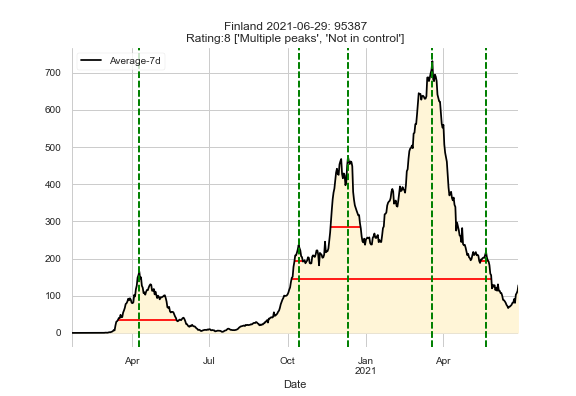 Finland 2021-06-29: 95387
Rating:8 ['Multiple peaks', 'Not in control']
Average-7d
700
600
500
400
300
200
100
0
Apr
Jul
Oct
Jan
2021
Apr
Date